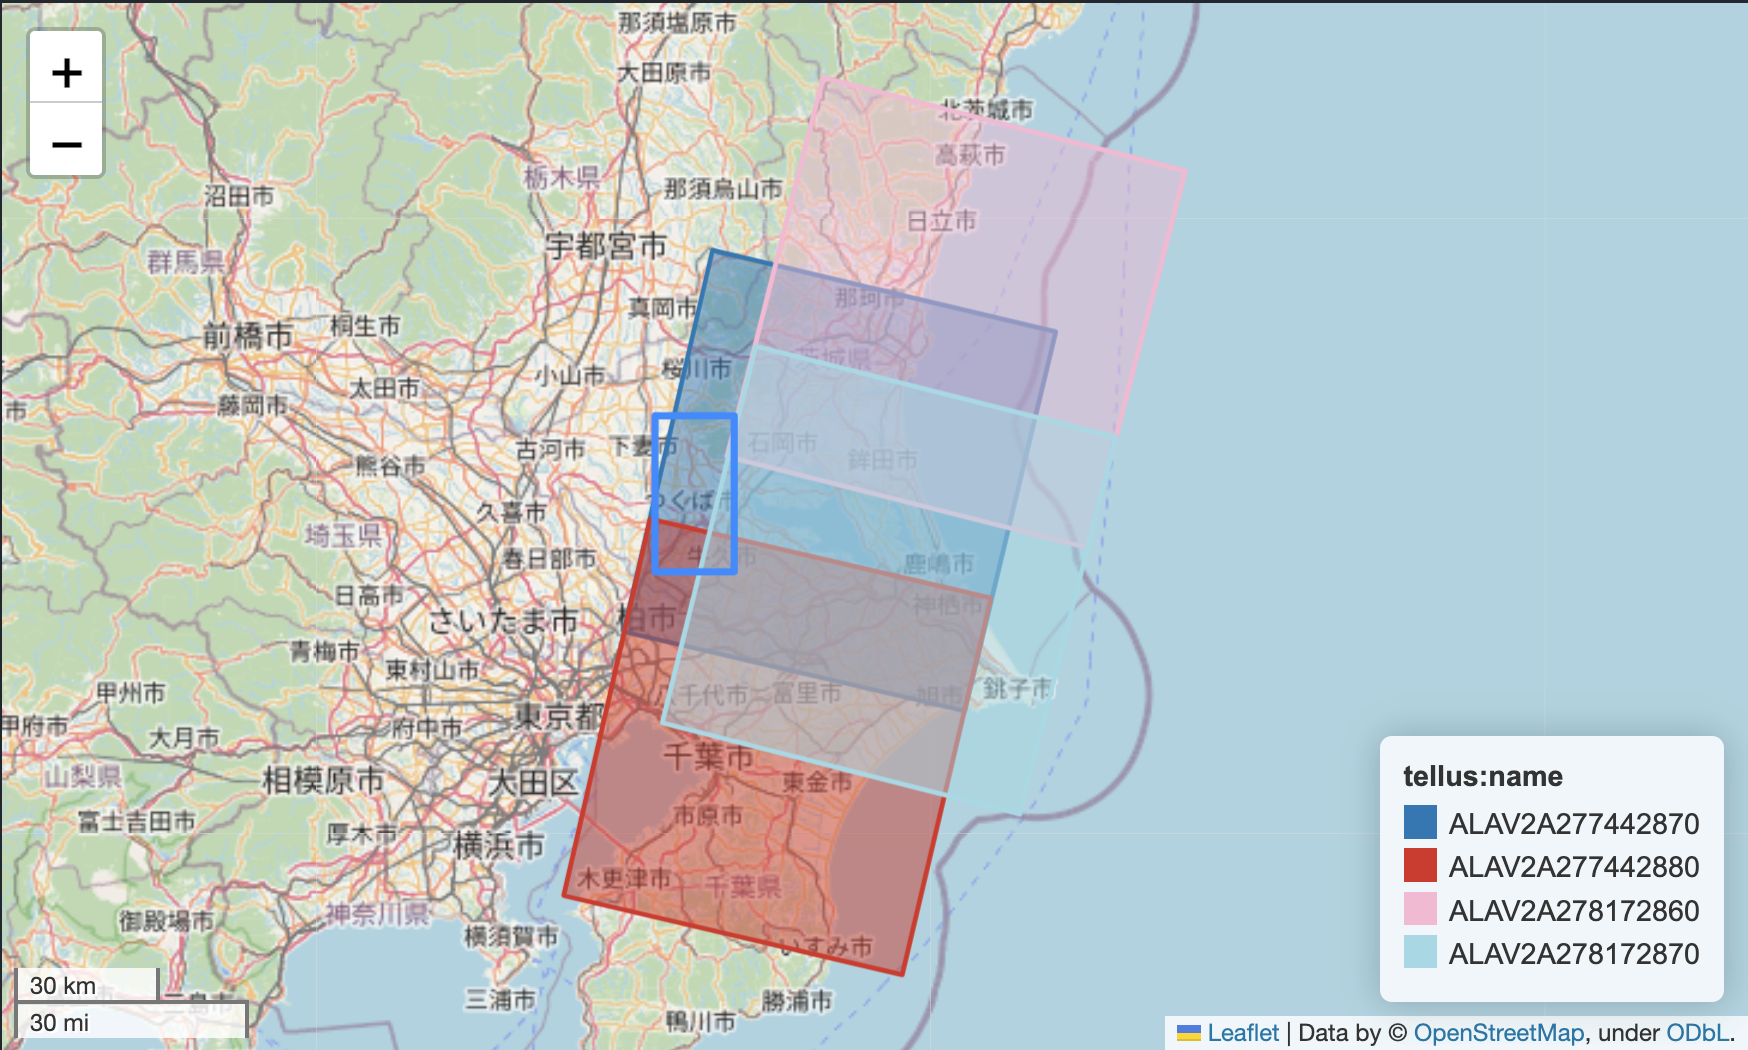 +
−
那須塩原市
大田原市
北茨城市
高萩市
栃木県
那須烏山市
沼田市
日立市
宇都宮市
群馬県
那珂市
真岡市
前橋市
桐生市
茨城県
桜川市
小山市
太田市
藤岡市
市
石岡市
下妻市
古河市
鉾田市
熊谷市
つくば市
久喜市
埼玉県
牛久市
春日部市
鹿嶋市
日高市
神栖市
さいたま市
柏市
青梅市
東村山市
甲州市
八千代市
富里市
旭市
銚子市
甲府市
府中市
東京都
大月市
千葉市
山梨県
相模原市
大田区
東金市
富士吉田市
厚木市
市原市
横浜市
木更津市
千葉県
御殿場市
神奈川県
横須賀市
いすみ市
三島市
三浦市
勝浦市
鴨川市
30 km
30 mi
tellus:name
ALAV2A277442870
ALAV2A277442880
ALAV2A278172860
ALAV2A278172870
Leaflet | Data by © OpenStreetMap, under ODbL.